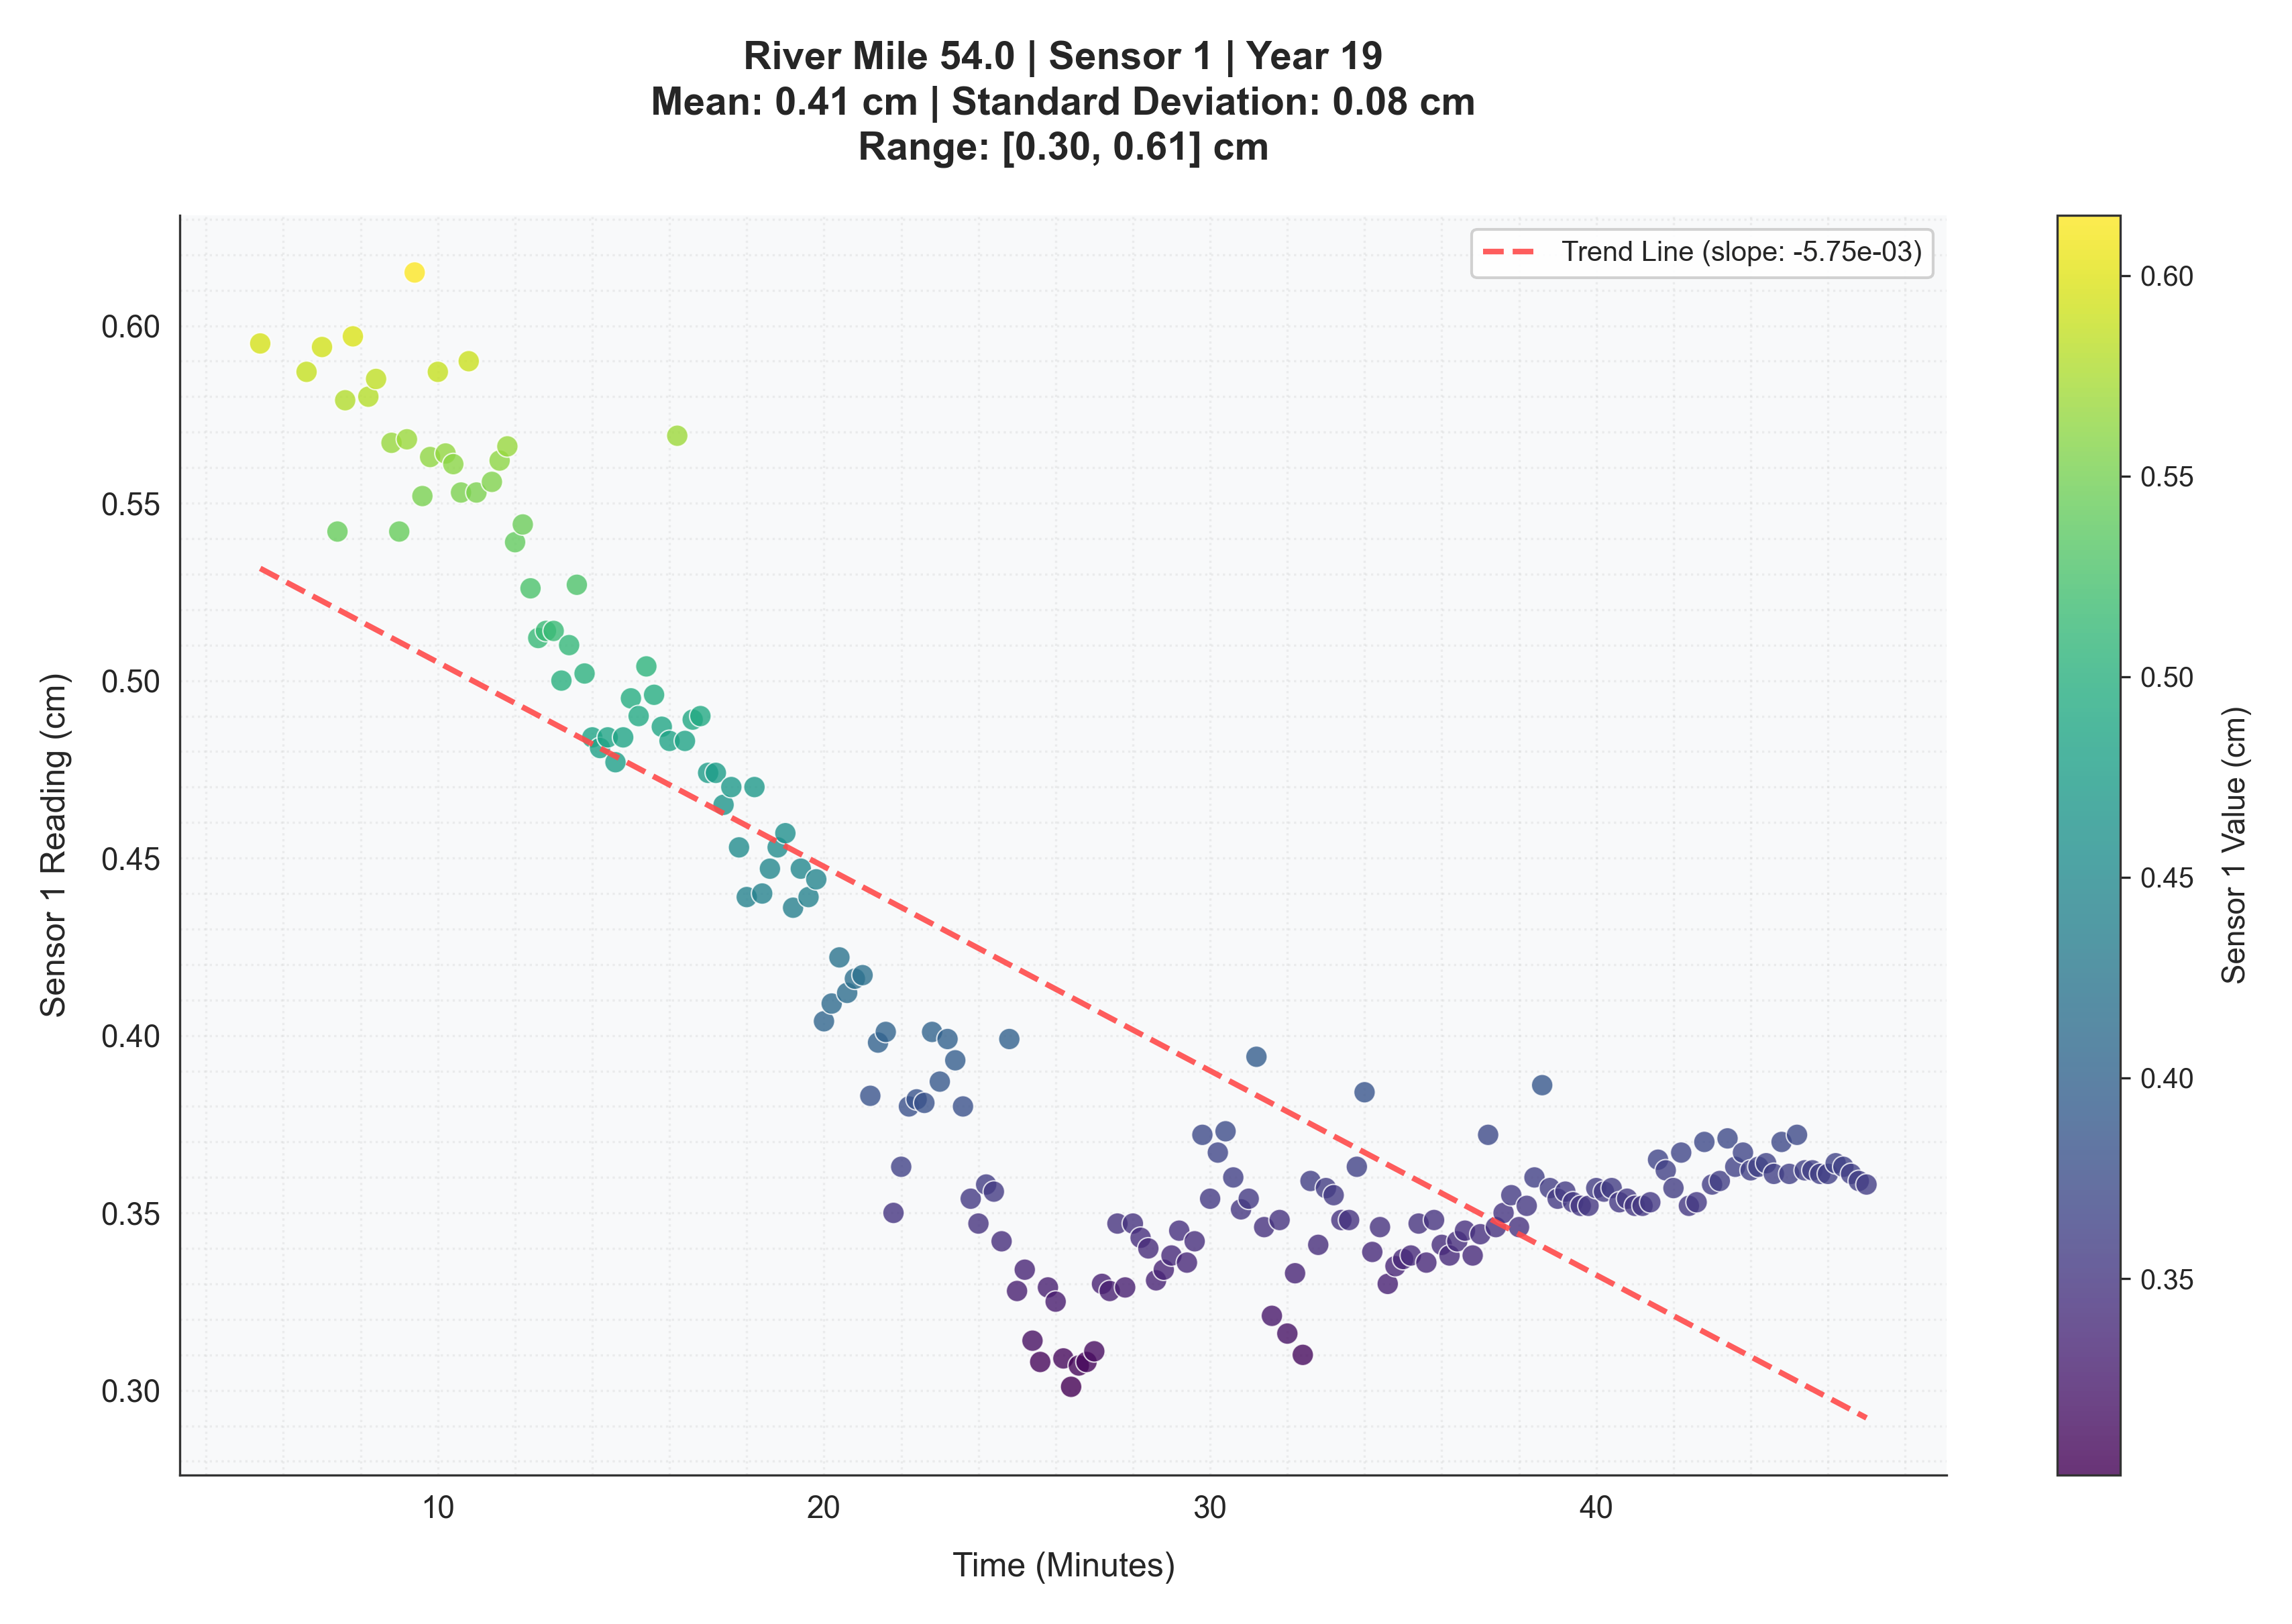 River Mile 54.0 | Sensor 1 | Year 19
Mean: 0.41 cm | Standard Deviation: 0.08 cm
Range: [0.30, 0.61] cm
Trend Line (slope: -5.75e-03)
Sensor 1 Reading (cm)
0.60
0.55
0.50
0.45
0.40
0.35
0.30
10
20
30
40
Time (Minutes)
0.60
0.55
0.50
0.45
0.40
0.35
Sensor 1 Value (cm)